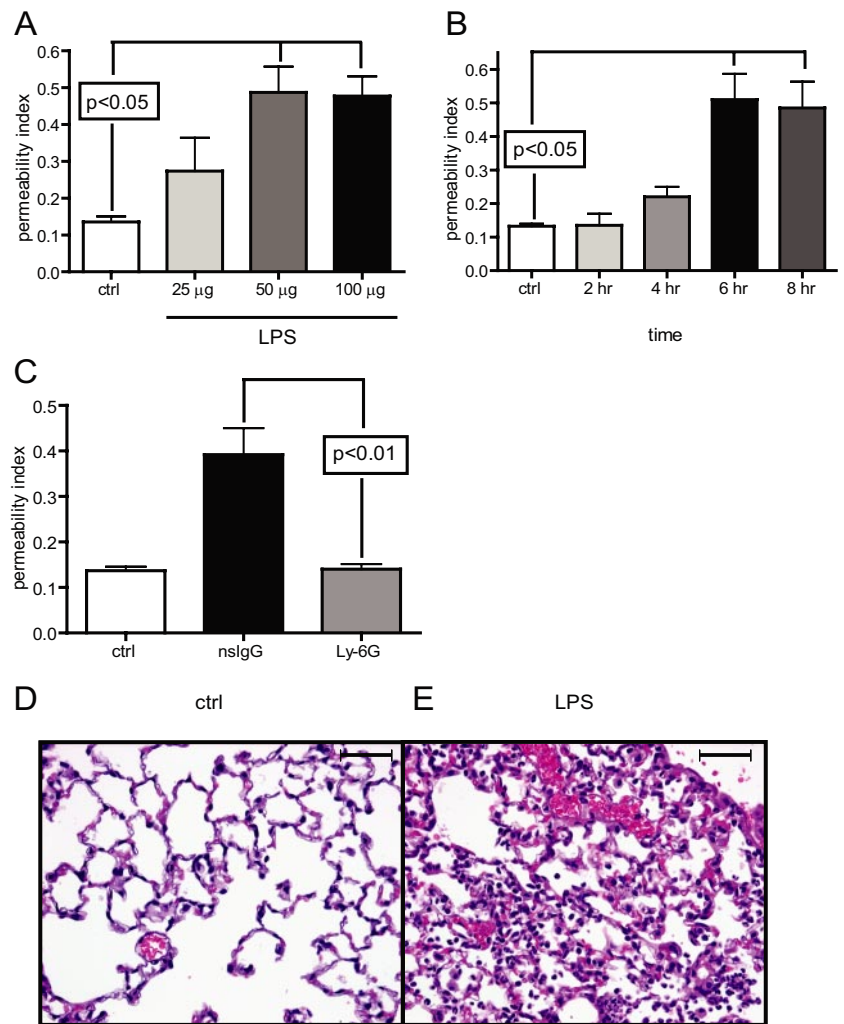 A
permeability index
0.6
0.5
0.4
0.3
0.2
0.1
0.0
p<0.05
ctrl 25 μg 50 μg 100 μg
LPS
B
permeability index
0.6
0.5
0.4
0.3
0.2
0.1
0.0
p<0.05
ctrl 2 hr 4 hr 6 hr 8 hr
time
C
permeability index
0.5
0.4
0.3
0.2
0.1
0.0
p<0.01
ctrl nsIgG Ly-6G
D ctrl
E LPS